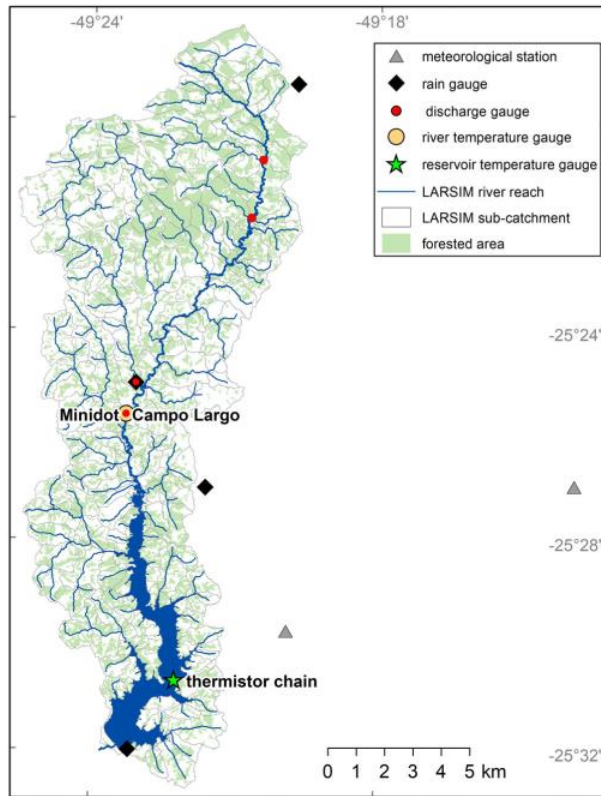 -49°24'
-49°18'
meteorological station
rain gauge
discharge gauge
river temperature gauge
reservoir temperature gauge
LARSIM river reach
LARSIM sub-catchment
forested area
-25°24'
Minidot Campo Largo
-25°28'
thermistor chain
-25°32'
0 1 2 3 4 5 km